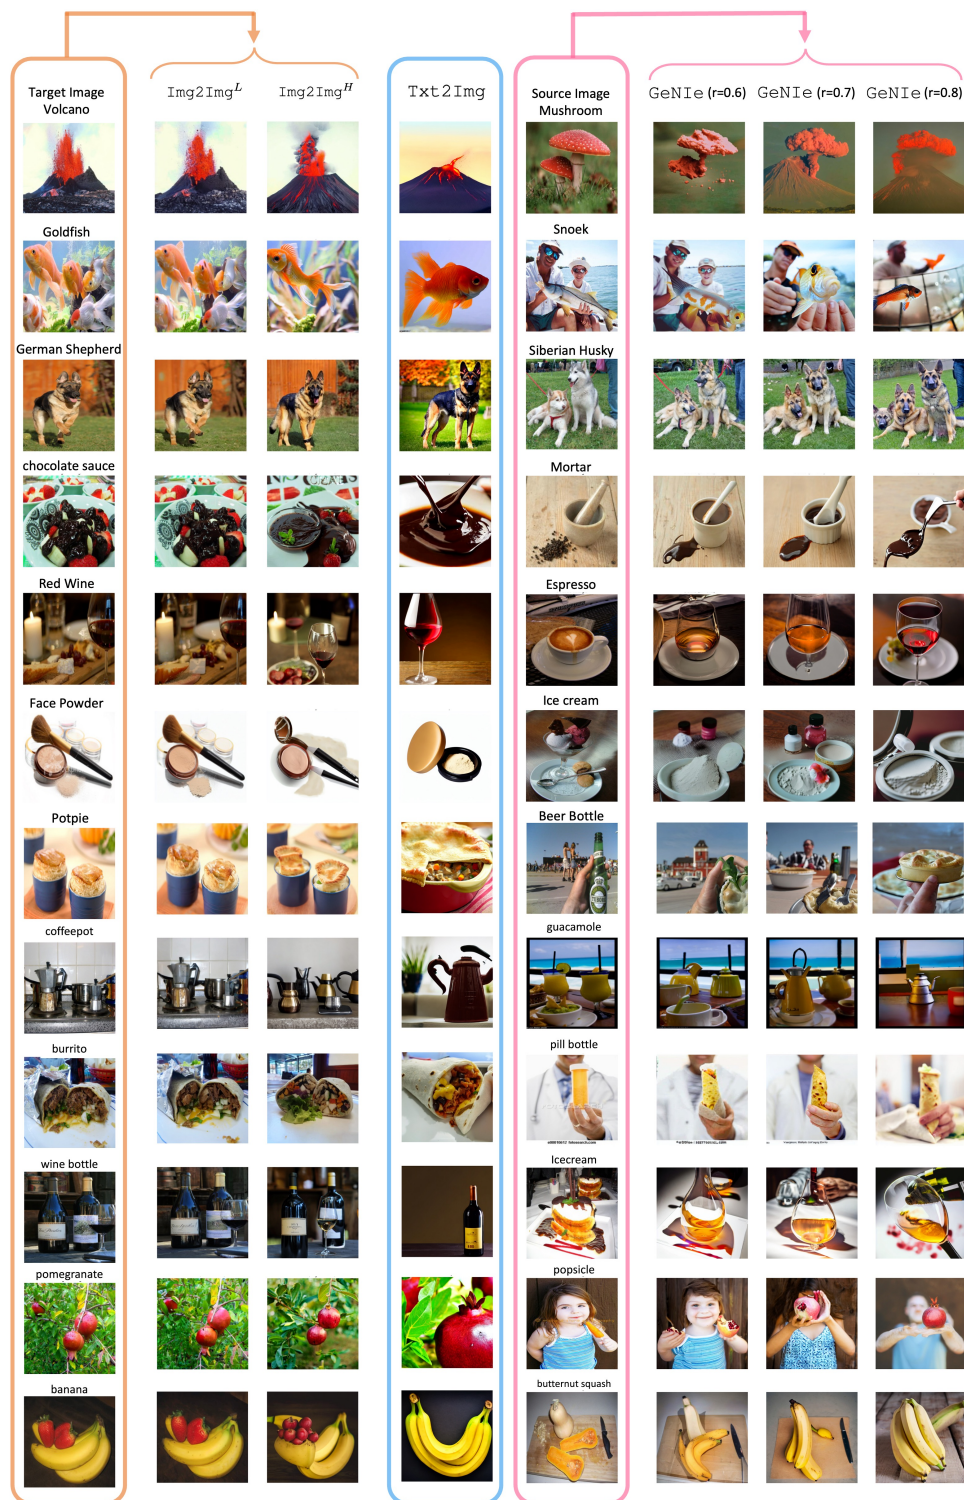 Target Image
Volcano
Img2Img^L
Img2Img^H
Txt2Img
Source Image
Mushroom
GeNIe (r=0.6)
GeNIe (r=0.7)
GeNIe (r=0.8)
Goldfish
Snoek
German Shepherd
Siberian Husky
chocolate sauce
Mortar
Red Wine
Espresso
Face Powder
Ice cream
Potpie
Beer Bottle
coffeepot
guacamole
burrito
pill bottle
wine bottle
Icecream
pomegranate
popsicle
banana
butternut squash